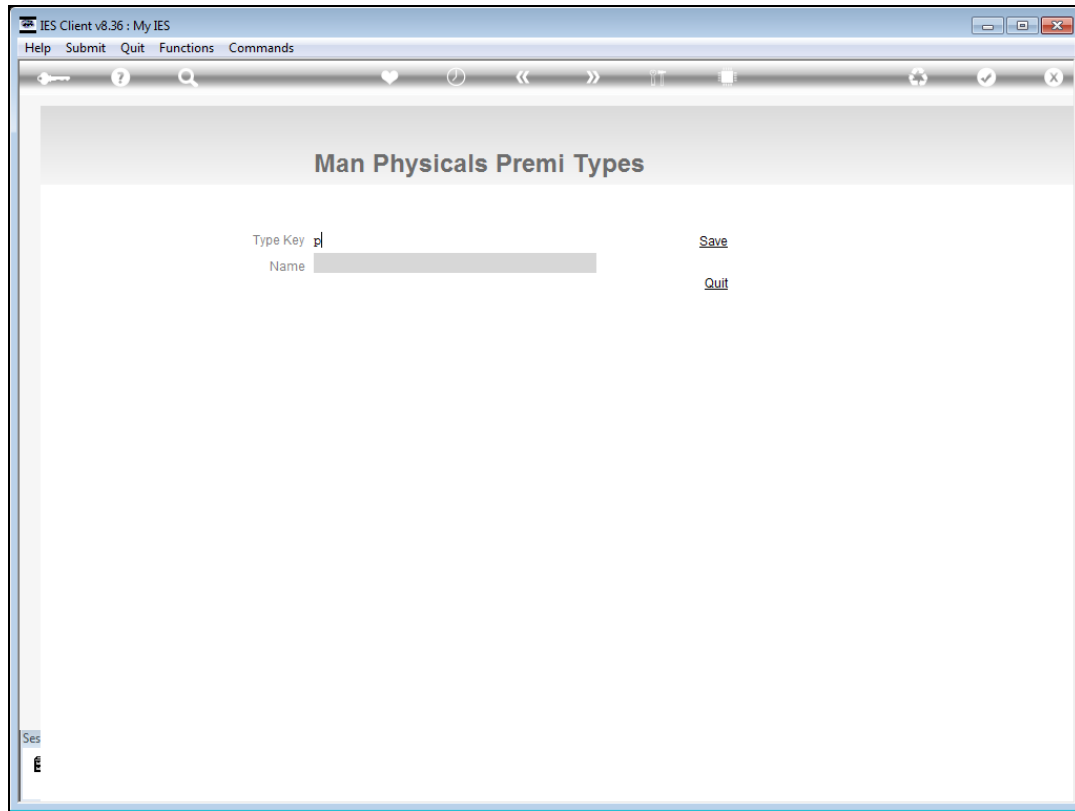 IES Client v8.36 : My IES
Help Submit Quit Functions Commands
Man Physicals Premi Types
Type Key p
Save
Name
Quit
Ses